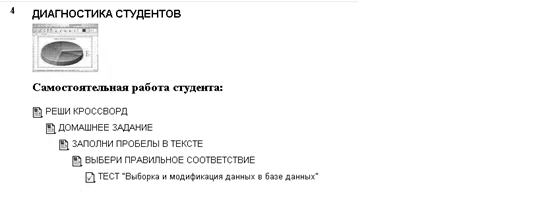 4
ДИАГНОСТИКА СТУДЕНТОВ
Самостоятельная работа студента:
РЕШИ КРОССВОРД
ДОМАШНЕЕ ЗАДАНИЕ
ЗАПОЛНИ ПРОБЕЛЫ В ТЕКСТЕ
ВЫБЕРИ ПРАВИЛЬНОЕ СООТВЕТСТВИЕ
ТЕСТ "Выборка и модификация данных в базе данных"